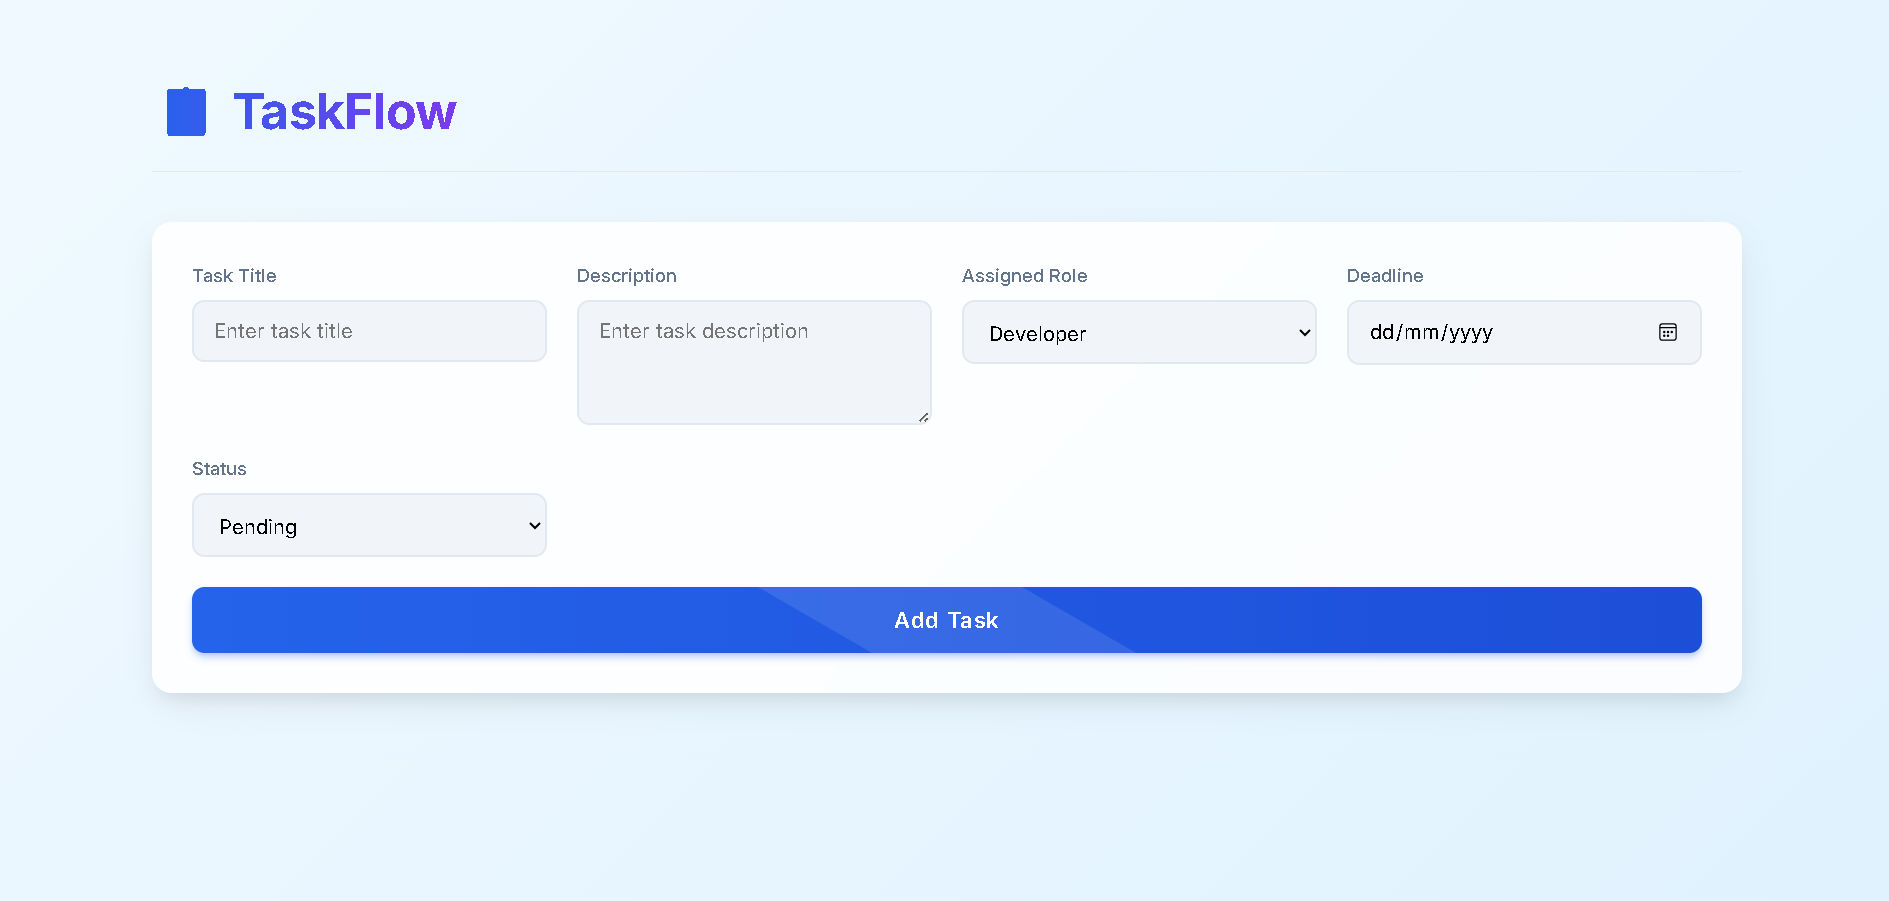 TaskFlow
Task Title
Description
Assigned Role
Deadline
Enter task title
Enter task description
Developer
dd/mm/yyyy
Status
Pending
Add Task